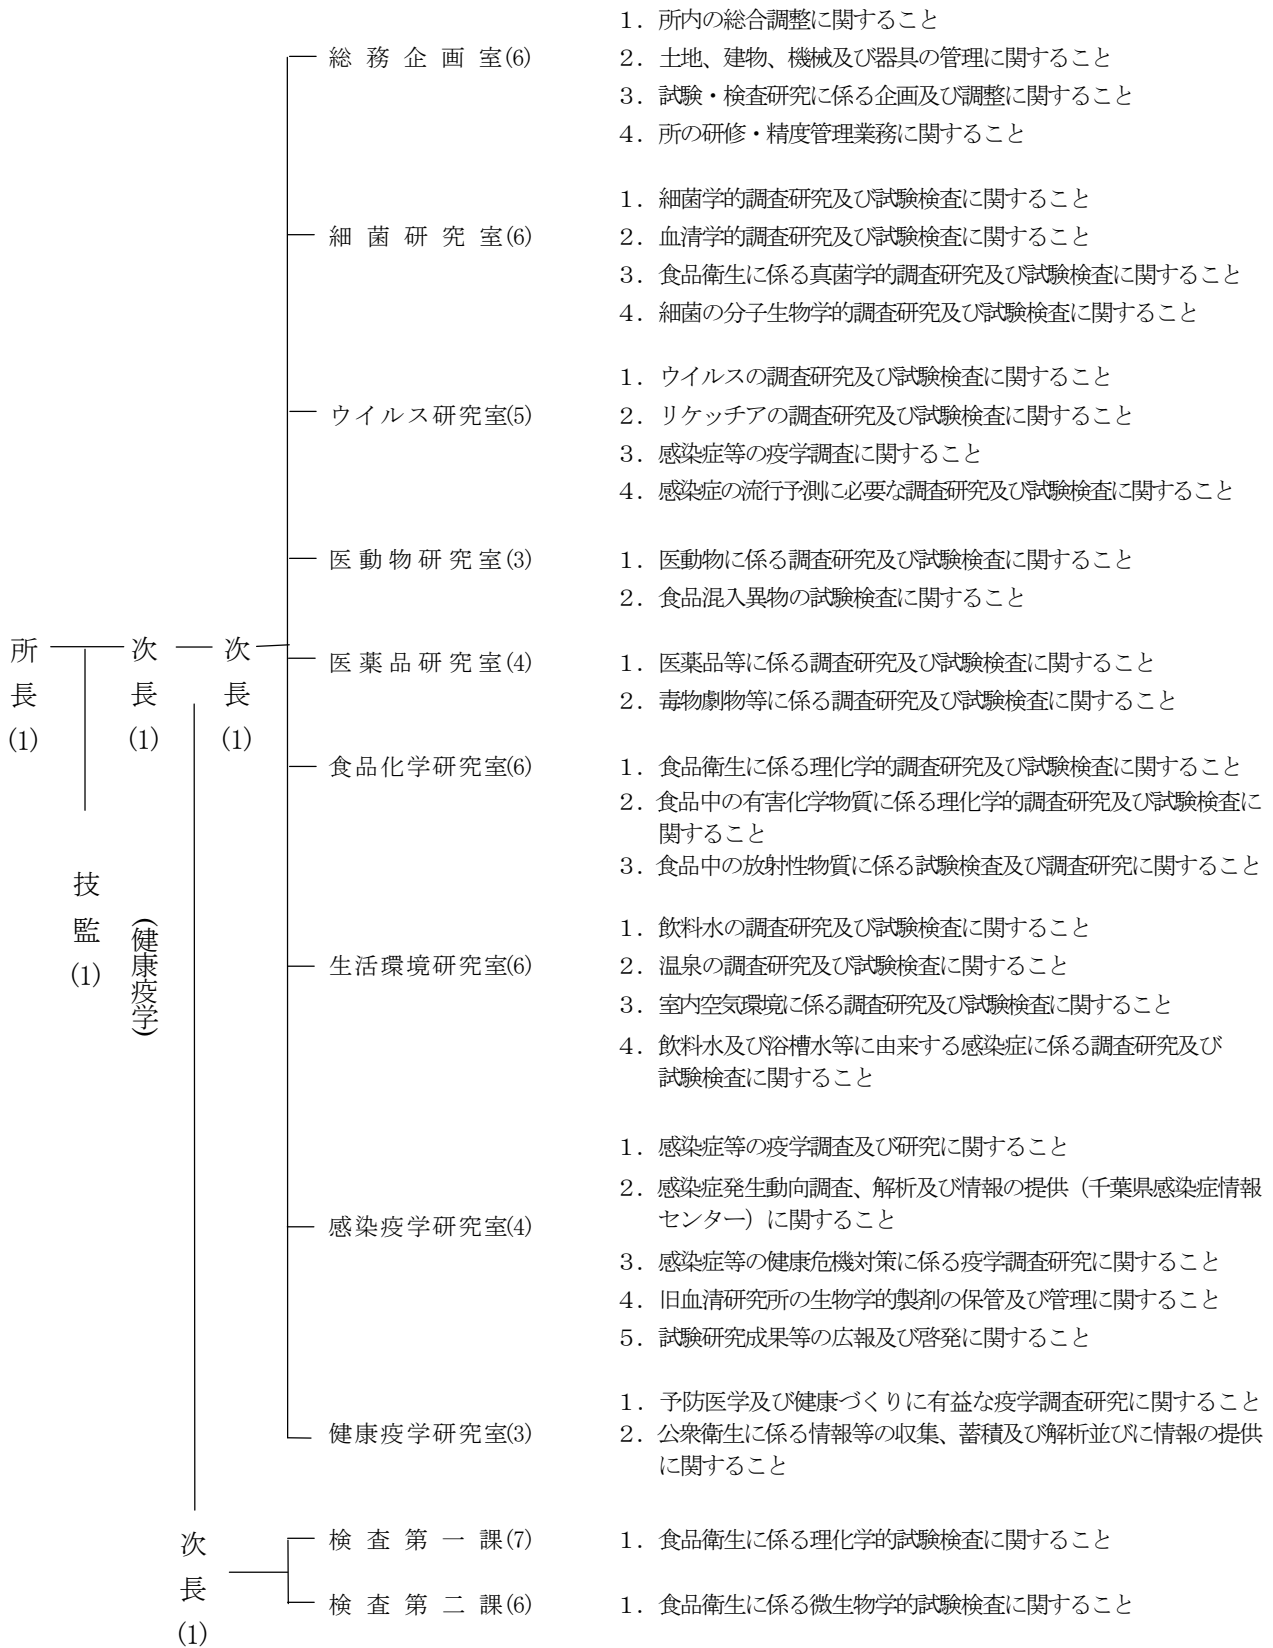 所長(1)
技監(1)
次長(1)
(健康疫学)
次長(1)
総務企画室(6)
1．所内の総合調整に関すること
2．土地、建物、機械及び器具の管理に関すること
3．試験・検査研究に係る企画及び調整に関すること
4．所の研修・精度管理業務に関すること
細菌研究室(6)
1．細菌学的調査研究及び試験検査に関すること
2．血清学的調査研究及び試験検査に関すること
3．食品衛生に係る真菌学的調査研究及び試験検査に関すること
4．細菌の分子生物学的調査研究及び試験検査に関すること
ウイルス研究室(5)
1．ウイルスの調査研究及び試験検査に関すること
2．リケッチアの調査研究及び試験検査に関すること
3．感染症等の疫学調査に関すること
4．感染症の流行予測に必要な調査研究及び試験検査に関すること
医動物研究室(3)
1．医動物に係る調査研究及び試験検査に関すること
2．食品混入異物の試験検査に関すること
医薬品研究室(4)
1．医薬品等に係る調査研究及び試験検査に関すること
2．毒物劇物等に係る調査研究及び試験検査に関すること
食品化学研究室(6)
1．食品衛生に係る理化学的調査研究及び試験検査に関すること
2．食品中の有害化学物質に係る理化学的調査研究及び試験検査に
関すること
3．食品中の放射性物質に係る試験検査及び調査研究に関すること
生活環境研究室(6)
1．飲料水の調査研究及び試験検査に関すること
2．温泉の調査研究及び試験検査に関すること
3．室内空気環境に係る調査研究及び試験検査に関すること
4．飲料水及び浴槽水等に由来する感染症に係る調査研究及び
試験検査に関すること
感染疫学研究室(4)
1．感染症等の疫学調査及び研究に関すること
2．感染症発生動向調査、解析及び情報の提供（千葉県感染症情報
センター）に関すること
3．感染症等の健康危機対策に係る疫学調査研究に関すること
4．旧血清研究所の生物学的製剤の保管及び管理に関すること
5．試験研究成果等の広報及び啓発に関すること
健康疫学研究室(3)
1．予防医学及び健康づくりに有益な疫学調査研究に関すること
2．公衆衛生に係る情報等の収集、蓄積及び解析並びに情報の提供
に関すること
次長(1)
検査第一課(7)
1．食品衛生に係る理化学的試験検査に関すること
検査第二課(6)
1．食品衛生に係る微生物学的試験検査に関すること